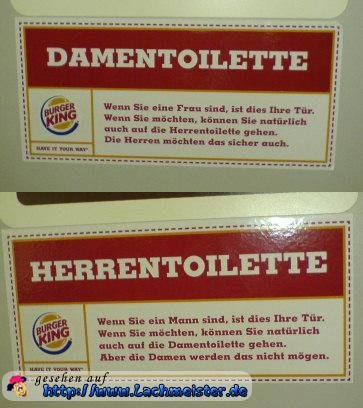 DAMENTOILETTE
BURGER
KING
HAVE IT YOUR WAY®
Wenn Sie eine Frau sind, ist dies Ihre Tür.
Wenn Sie möchten, können Sie natürlich
auch auf die Herrentoilette gehen.
Die Herren möchten das sicher auch.
HERRENTOILETTE
BURGER
KING
HAVE IT YOUR WAY®
Wenn Sie ein Mann sind, ist dies Ihre Tür.
Wenn Sie möchten, können Sie natürlich
auch auf die Damentoilette gehen.
Aber die Damen werden das nicht mögen.
gesehen auf
http://www.Lachmeister.de